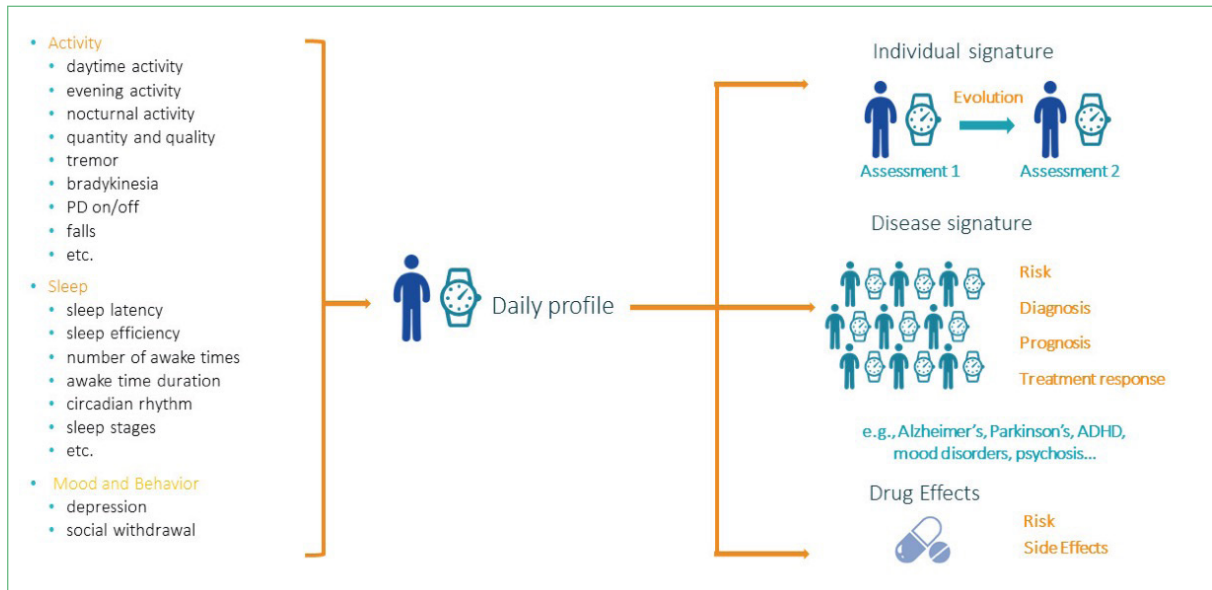 • Activity
• daytime activity
• evening activity
• nocturnal activity
• quantity and quality
• tremor
• bradykinesia
• PD on/off
• falls
• etc.
• Sleep
• sleep latency
• sleep efficiency
• number of awake times
• awake time duration
• circadian rhythm
• sleep stages
• etc.
• Mood and Behavior
• depression
• social withdrawal
Daily profile
Individual signature
Evolution
Assessment 1
Assessment 2
Disease signature
Risk
Diagnosis
Prognosis
Treatment response
e.g., Alzheimer’s, Parkinson’s, ADHD,
mood disorders, psychosis...
Drug Effects
Risk
Side Effects